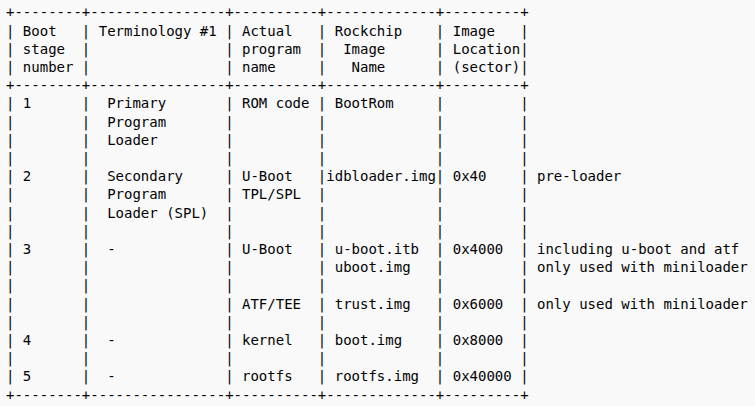 +--------+----------------+----------+-------------+---------+
| Boot   | Terminology #1 | Actual   | Rockchip    | Image   |
| stage  |                | program  |  Image      | Location|
| number |                | name     |   Name      | (sector)|
+--------+----------------+----------+-------------+---------+
| 1      |  Primary       | ROM code | BootRom     |         |
|        |  Program       |          |             |         |
|        |  Loader        |          |             |         |
|        |                |          |             |         |
| 2      |  Secondary     | U-Boot   |idbloader.img| 0x40    | pre-loader
|        |  Program       | TPL/SPL  |             |         |
|        |  Loader (SPL)  |          |             |         |
|        |                |          |             |         |
| 3      |  -             | U-Boot   | u-boot.itb  | 0x4000  | including u-boot and atf
|        |                |          | uboot.img   |         | only used with miniloader
|        |                |          |             |         |
|        |                | ATF/TEE  | trust.img   | 0x6000  | only used with miniloader
|        |                |          |             |         |
| 4      |  -             | kernel   | boot.img    | 0x8000  |
|        |                |          |             |         |
| 5      |  -             | rootfs   | rootfs.img  | 0x40000 |
+--------+----------------+----------+-------------+---------+